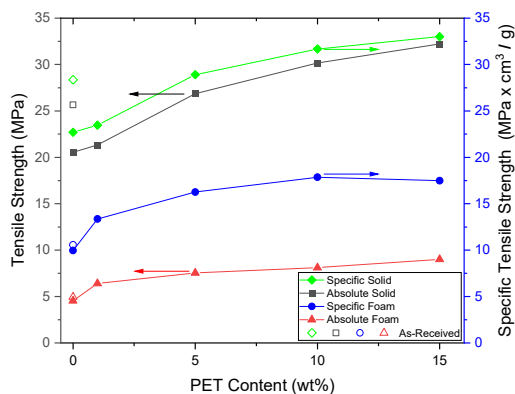 Tensile Strength (MPa)
35
30
25
20
15
10
5
0
35
30
25
20
15
10
5
0
Specific Tensile Strength (MPa x cm³ / g)
Specific Solid
Absolute Solid
Specific Foam
Absolute Foam
As-Received
0 5 10 15
PET Content (wt%)